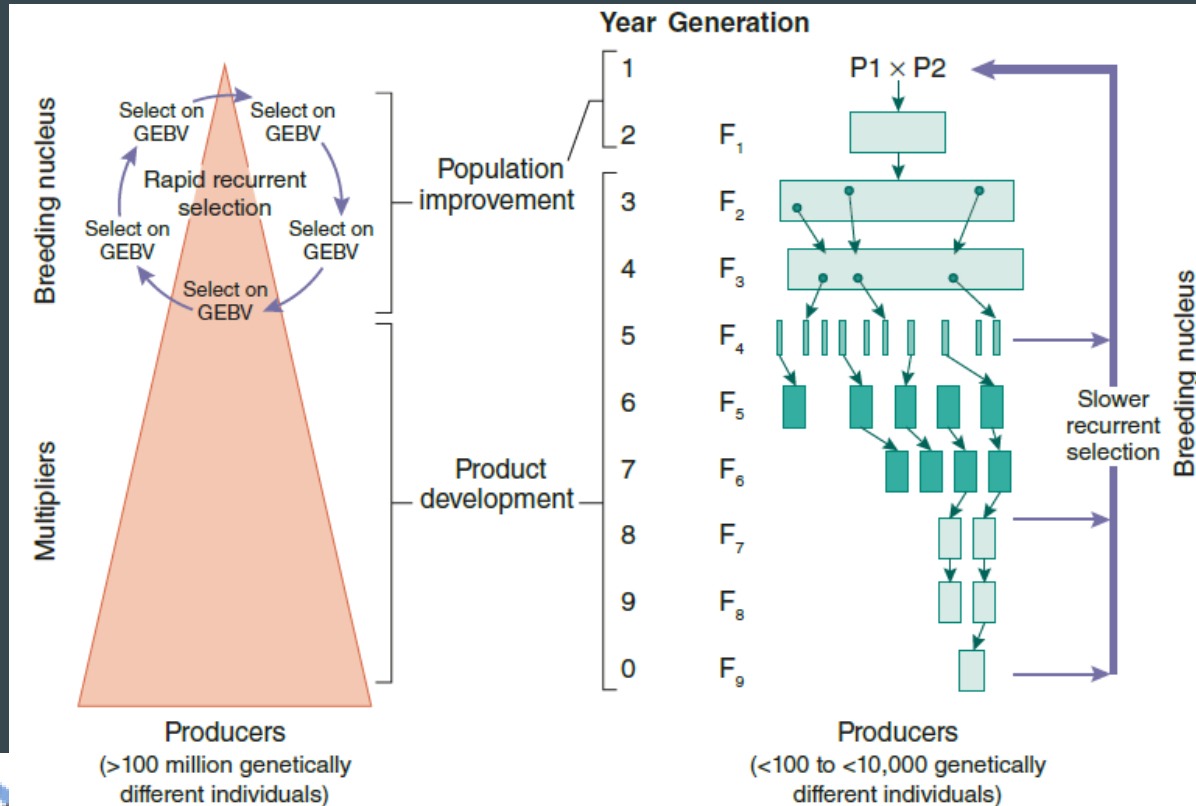 Year Generation
Breeding nucleus
Multipliers
Select on
GEBV
Select on
GEBV
Rapid recurrent
selection
Select on
GEBV
Select on
GEBV
Select on
GEBV
Population
improvement
Product
development
1
P1 × P2
2
F1
3
F2
4
F3
5
F4
6
F5
7
F6
8
F7
9
F8
0
F9
Slower
recurrent
selection
Breeding nucleus
Producers
(>100 million genetically
different individuals)
Producers
(<100 to <10,000 genetically
different individuals)